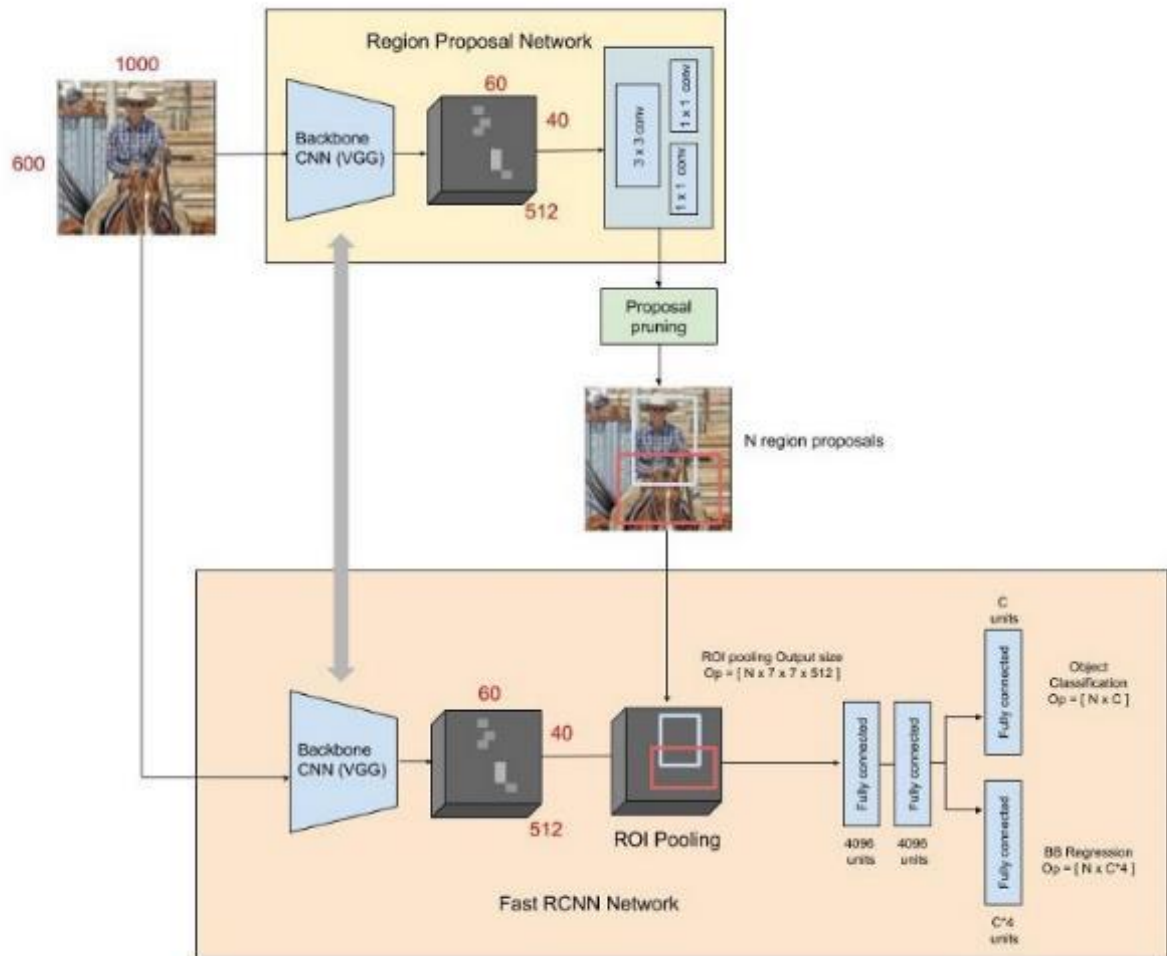 Region Proposal Network
1000
600
Backbone
CNN (VGG)
60
40
512
3 x 3 conv
1 x 1 conv
1 x 1 conv
Proposal
pruning
N region proposals
Backbone
CNN (VGG)
60
40
512
ROI Pooling
ROI pooling Output size
Op = [ N x 7 x 7 x 512 ]
Fully connected
4096
units
Fully connected
4096
units
C
units
Fully connected
Object
Classification
Op = [ N x C ]
Fully connected
C*4
units
BB Regression
Op = [ N x C*4 ]
Fast RCNN Network